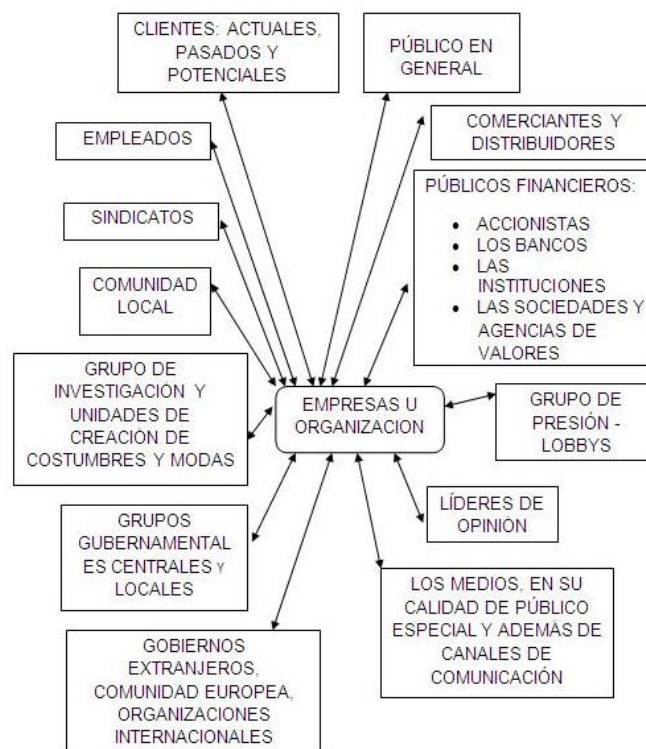 CLIENTES: ACTUALES,
PASADOS Y
POTENCIALES
PÚBLICO EN
GENERAL
EMPLEADOS
COMERCIANTES Y
DISTRIBUIDORES
SINDICATOS
PÚBLICOS FINANCIEROS:
• ACCIONISTAS
• LOS BANCOS
• LAS
INSTITUCIONES
• LAS SOCIEDADES Y
AGENCIAS DE
VALORES
COMUNIDAD
LOCAL
GRUPO DE
INVESTIGACIÓN Y
UNIDADES DE
CREACIÓN DE
COSTUMBRES Y MODAS
EMPRESAS U
ORGANIZACION
GRUPO DE
PRESIÓN -
LOBBYS
GRUPOS
GUBERNAMENTAL
ES CENTRALES Y
LOCALES
LÍDERES DE
OPINIÓN
LOS MEDIOS, EN SU
CALIDAD DE PÚBLICO
ESPECIAL Y ADEMÁS DE
CANALES DE
COMUNICACIÓN
GOBIERNOS
EXTRANJEROS,
COMUNIDAD EUROPEA,
ORGANIZACIONES
INTERNACIONALES